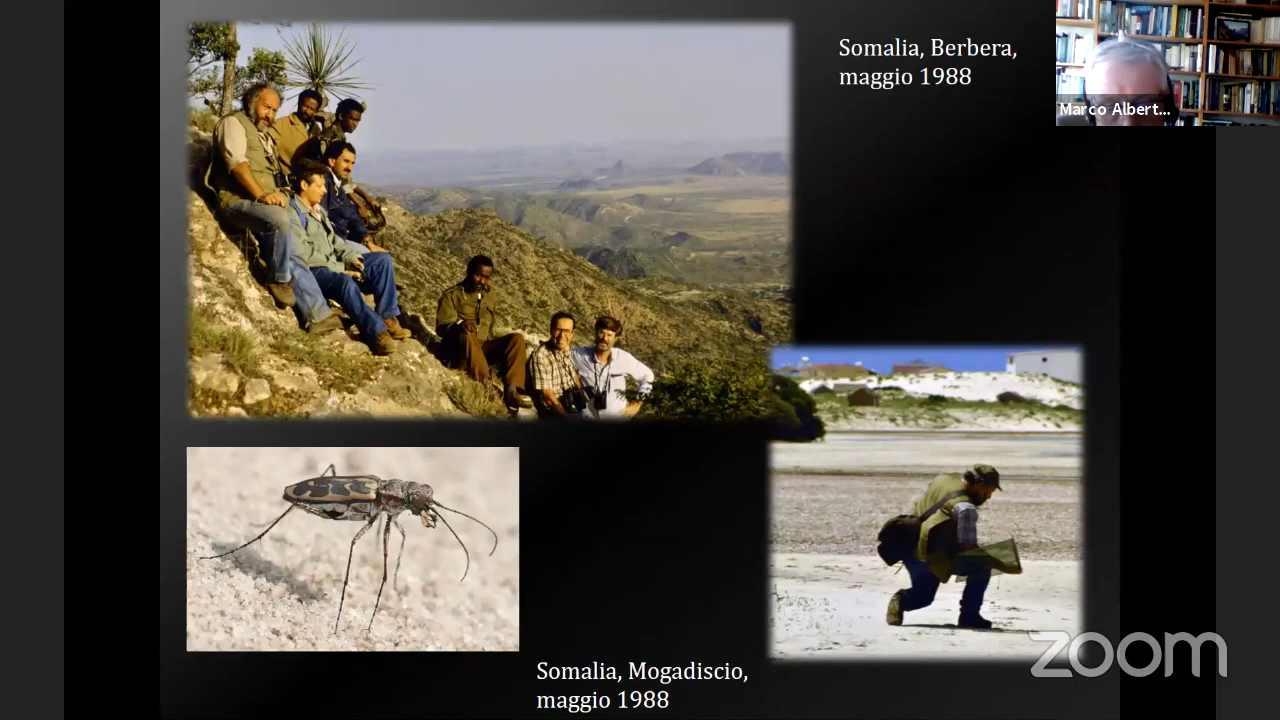 Somalia, Berbera,
maggio 1988
Marco Albert...
Somalia, Mogadiscio,
maggio 1988
zoom